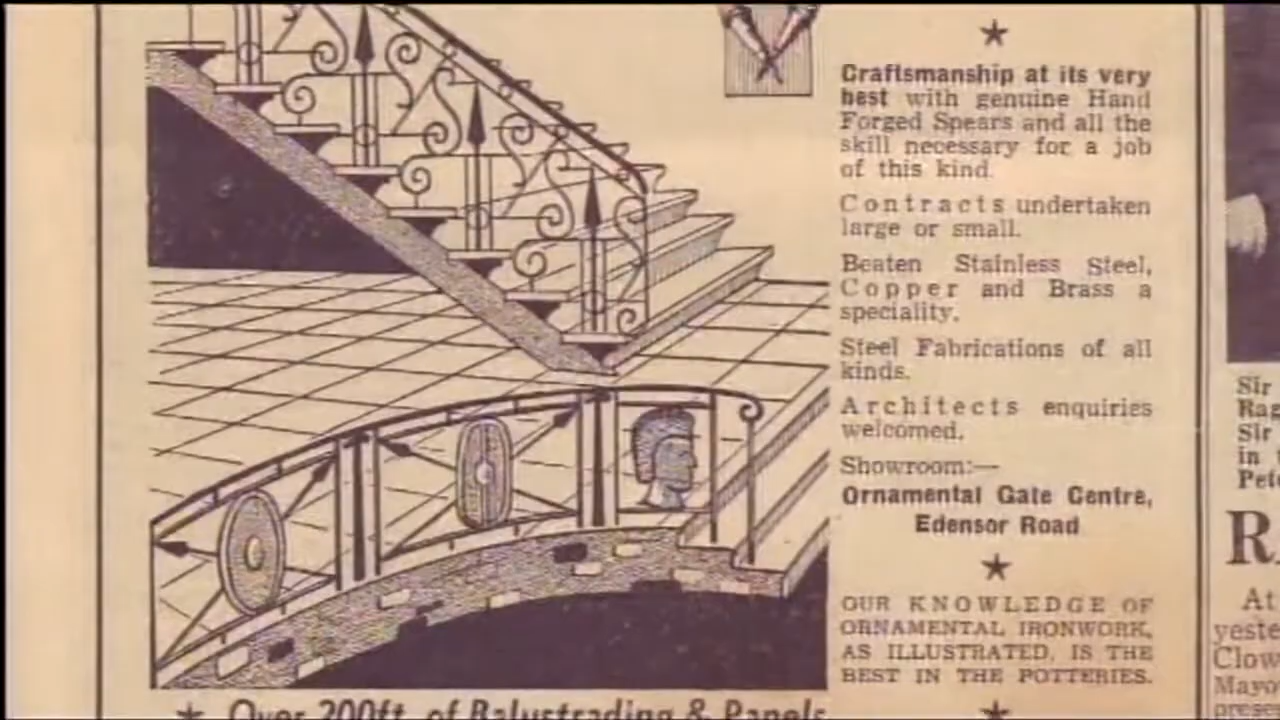 Craftsmanship at its very
best with genuine Hand
Forged Spears and all the
skill necessary for a job
of this kind.
Contracts undertaken
large or small.
Beaten Stainless Steel,
Copper and Brass a
speciality.
Steel Fabrications of all
kinds.
Architects enquiries
welcomed.
Showroom:—
Ornamental Gate Centre,
Edensor Road
OUR KNOWLEDGE OF
ORNAMENTAL IRONWORK,
AS ILLUSTRATED, IS THE
BEST IN THE POTTERIES.
Over 200ft. of Balustrading & Panels
Sir
Sir
in
At